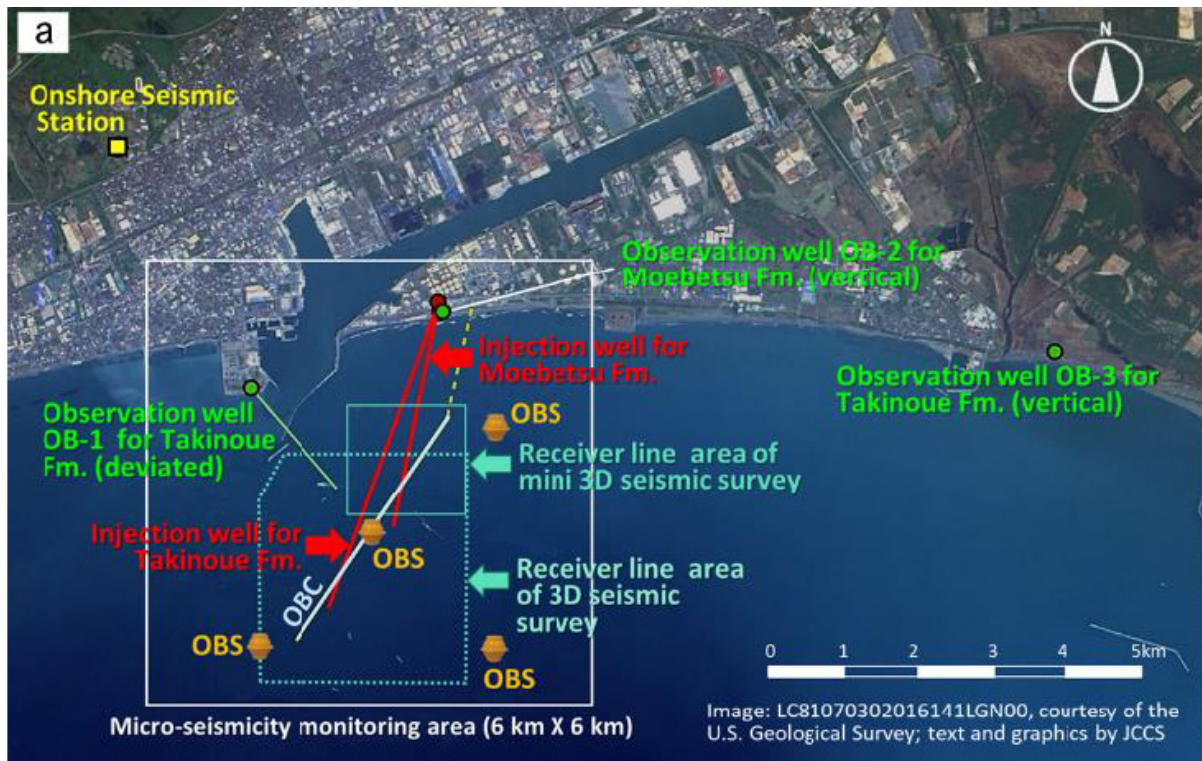 a
N
Onshore Seismic
Station
Observation well OB-2 for
Moebetsu Fm. (vertical)
Injection well for
Moebetsu Fm.
Observation well OB-3 for
Takinoue Fm. (vertical)
Observation well
OB-1 for Takinoue
Fm. (deviated)
OBS
Receiver line area of
mini 3D seismic survey
Injection well for
Takinoue Fm.
OBS
Receiver line area
of 3D seismic
survey
OBC
OBS
OBS
0 1 2 3 4 5km
Micro-seismicity monitoring area (6 km X 6 km)
Image: LC81070302016141LGN00, courtesy of the
U.S. Geological Survey; text and graphics by JCCS